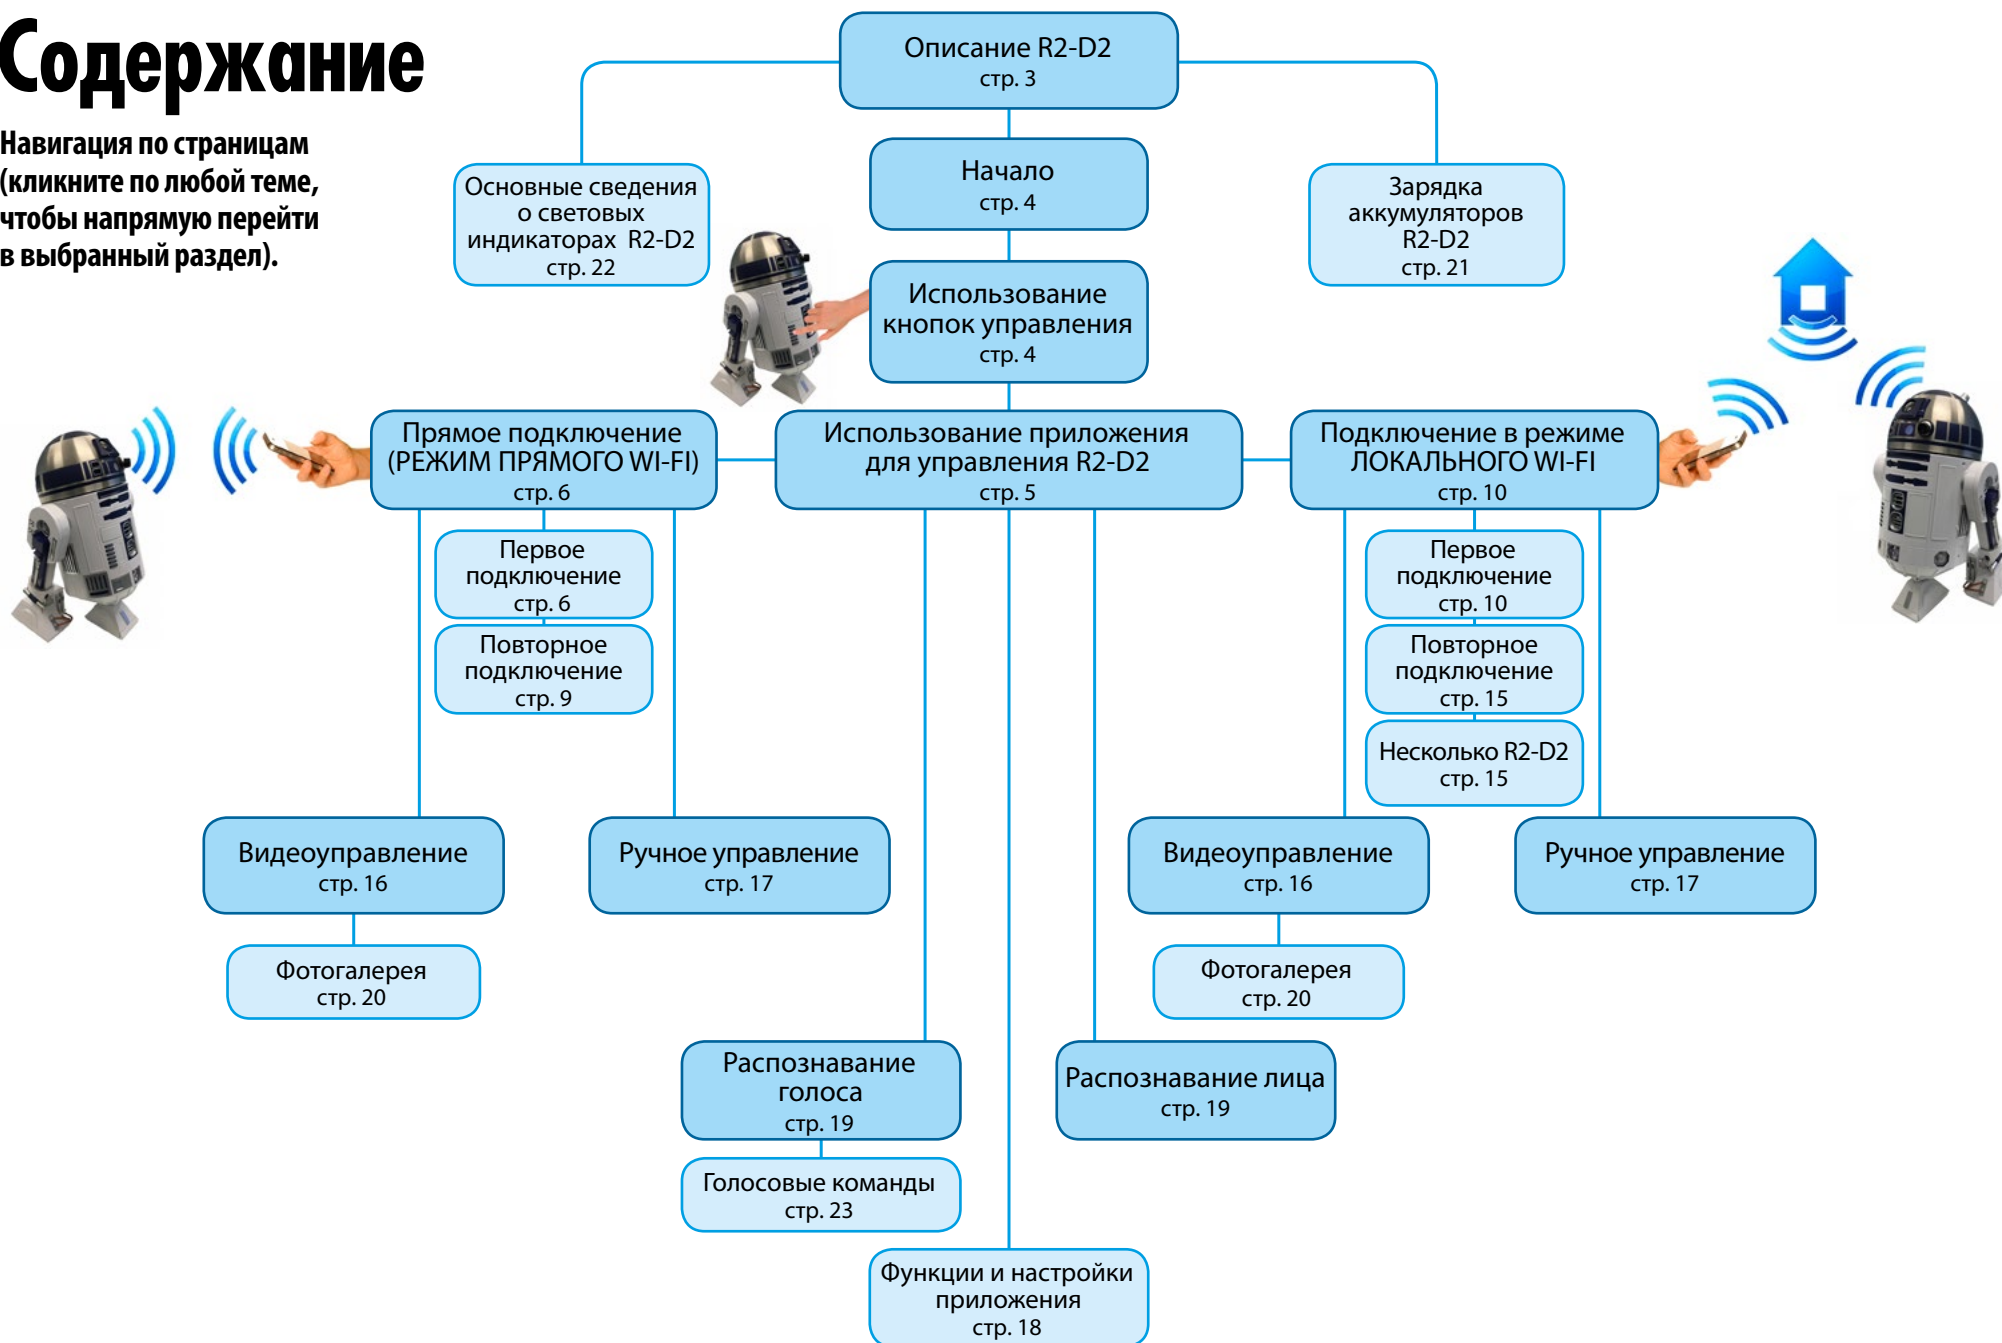 Содержание
Навигация по страницам
(кликните по любой теме,
чтобы напрямую перейти
в выбранный раздел).
Описание R2-D2
стр. 3
Начало
стр. 4
Основные сведения
о световых
индикаторах R2-D2
стр. 22
Зарядка
аккумуляторов
R2-D2
стр. 21
Использование
кнопок управления
стр. 4
Прямое подключение
(РЕЖИМ ПРЯМОГО WI-FI)
стр. 6
Использование приложения
для управления R2-D2
стр. 5
Подключение в режиме
ЛОКАЛЬНОГО WI-FI
стр. 10
Первое
подключение
стр. 6
Повторное
подключение
стр. 9
Первое
подключение
стр. 10
Повторное
подключение
стр. 15
Несколько R2-D2
стр. 15
Видеоуправление
стр. 16
Ручное управление
стр. 17
Видеоуправление
стр. 16
Ручное управление
стр. 17
Фотогалерея
стр. 20
Фотогалерея
стр. 20
Распознавание
голоса
стр. 19
Распознавание лица
стр. 19
Голосовые команды
стр. 23
Функции и настройки
приложения
стр. 18